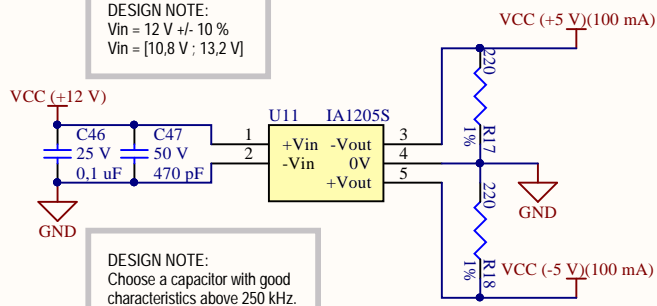 DESIGN NOTE:
Vin = 12 V +/- 10 %
Vin = [10,8 V ; 13,2 V]
VCC (+5 V)(100 mA)
VCC (+12 V)
C46
25 V
0,1 uF
C47
50 V
470 pF
GND
U11 IA1205S
1
2
+Vin -Vout
-Vin 0V
+Vout
3
4
5
220
R17
1%
GND
220
R18
1%
VCC (-5 V)(100 mA)
DESIGN NOTE:
Choose a capacitor with good
characteristics above 250 kHz.